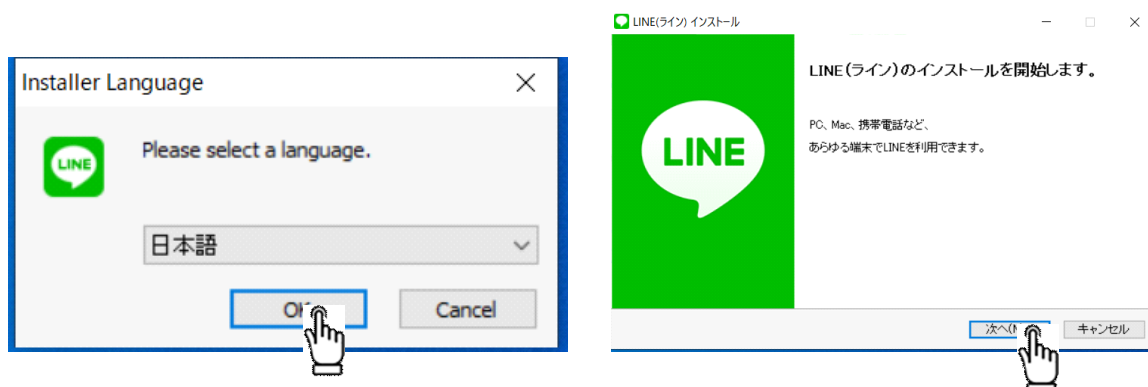 Installer Language
LINE
Please select a language.
日本語
Cancel
LINE(ライン) インストール
LINE(ライン)のインストールを開始します。
PC、Mac、携帯電話など、
あらゆる端末でLINEを利用できます。
LINE
次へ(
キャンセル